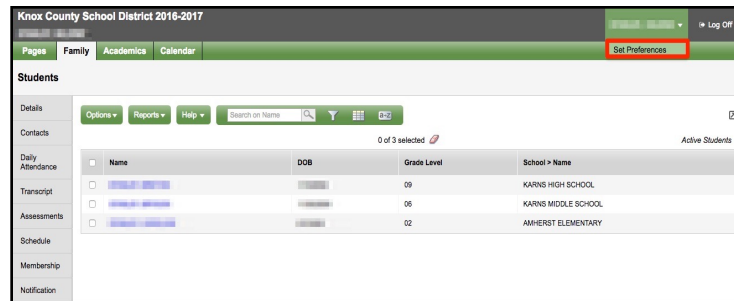 Knox County School District 2016-2017
Log Off
Pages Family Academics Calendar
Set Preferences
Students
Details
Options Reports Help Search on Name a-z
Contacts
0 of 3 selected Active Students
Daily
Attendance
Name DOB Grade Level School > Name
Transcript
09 KARNS HIGH SCHOOL
06 KARNS MIDDLE SCHOOL
Assessments
02 AMHERST ELEMENTARY
Schedule
Membership
Notification